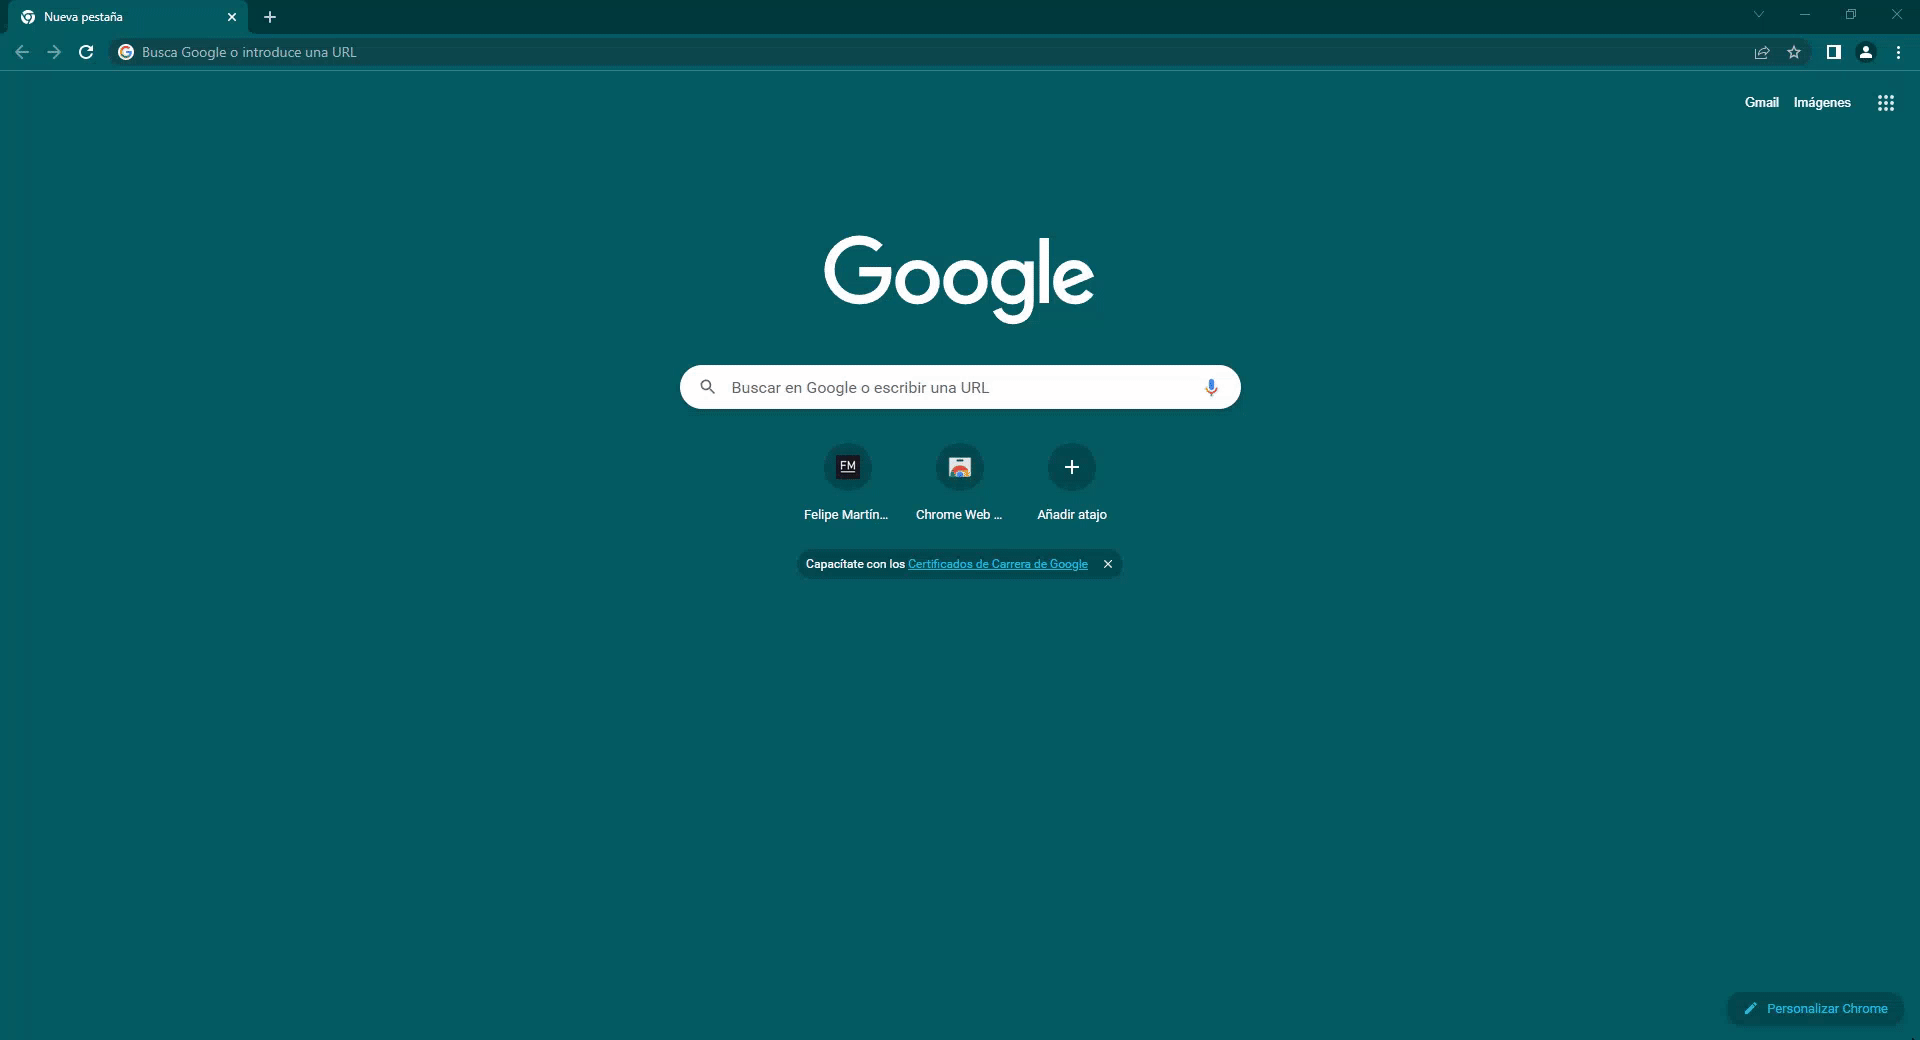 Nueva pestaña
Busca Google o introduce una URL
Gmail Imágenes
Google
Buscar en Google o escribir una URL
FM
Felipe Martín... Chrome Web ... Añadir atajo
Capacítate con los Certificados de Carrera de Google
Personalizar Chrome